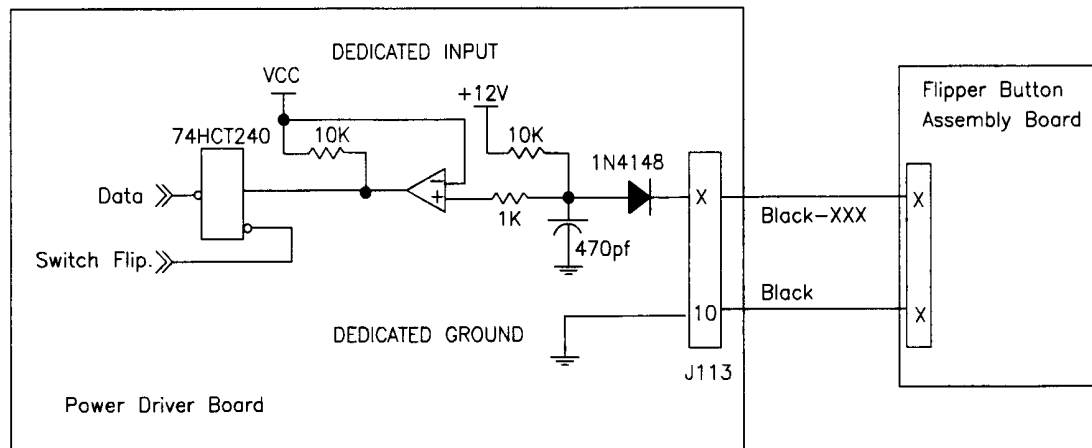 DEDICATED INPUT
VCC
+12V
74HCT240
10K
10K
1N4148
Flipper Button
Assembly Board
Data
−
+
1K
X
X
Black-XXX
470pf
Switch Flip.
Black
10
X
DEDICATED GROUND
J113
Power Driver Board